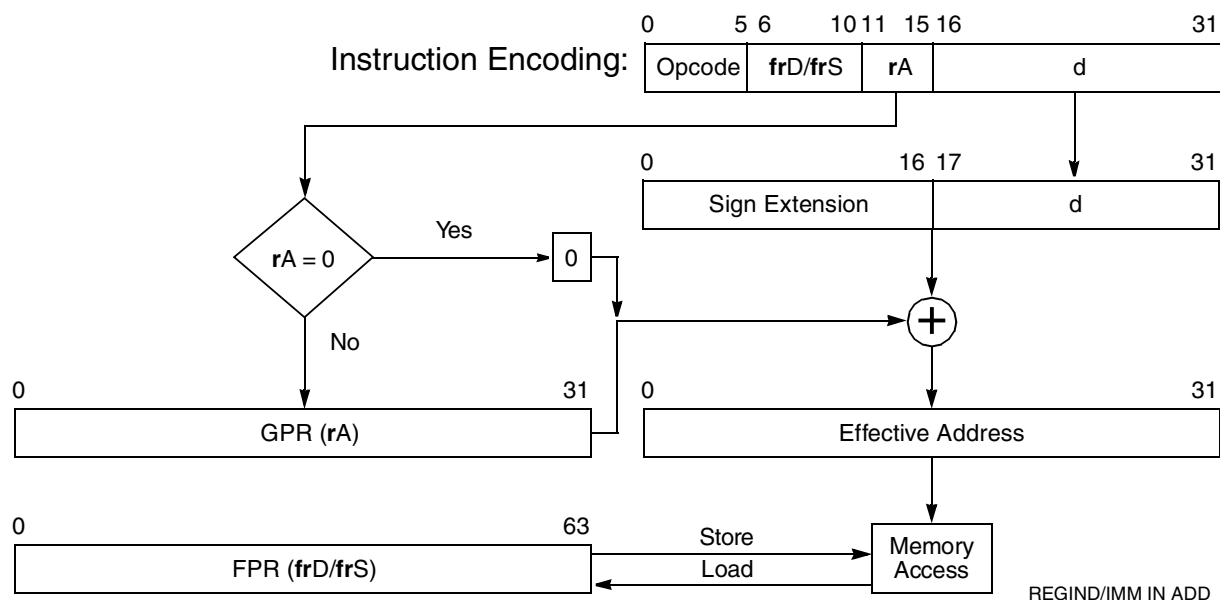 0 5 6 10 11 15 16 31
Instruction Encoding: Opcode frD/frS rA d
0 16 17 31
Sign Extension d
Yes
rA = 0 0
+
No
0 31 0 31
GPR (rA) Effective Address
0 63
Store
FPR (frD/frS) Memory
Load Access
REGIND/IMM IN ADD